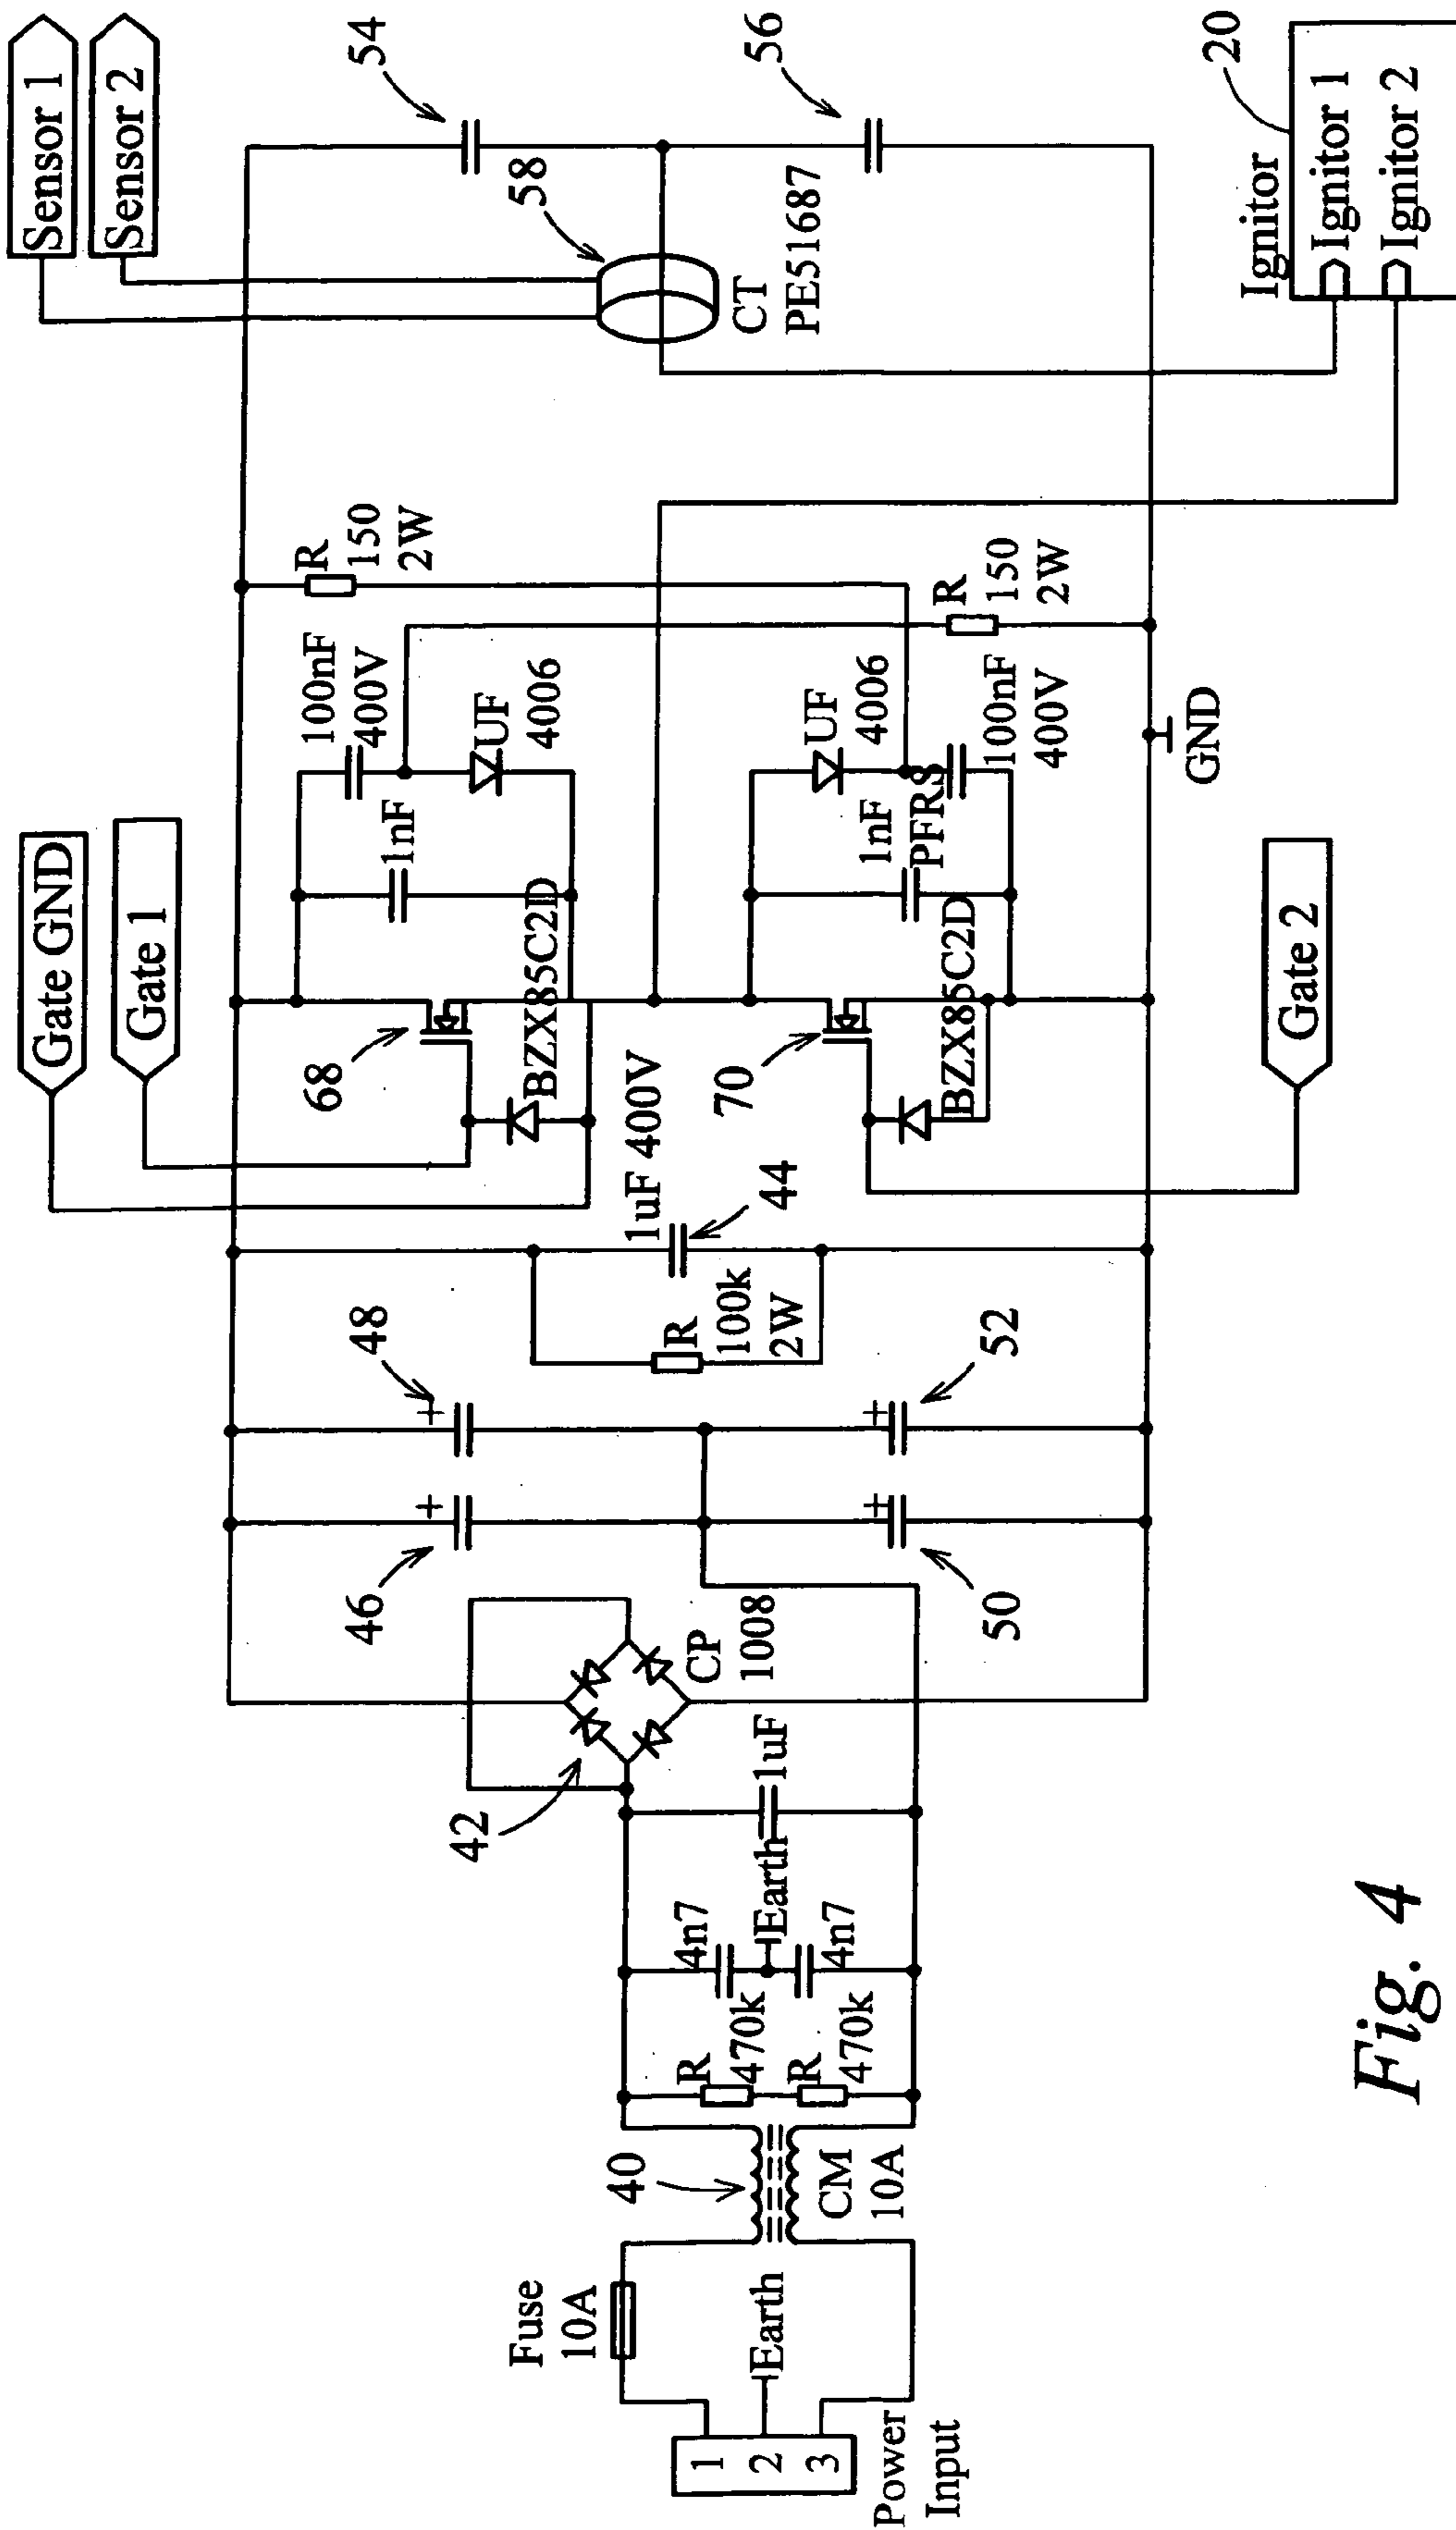 Sensor 1
Sensor 2
54
56
58
CT
PE51687
20
Ignitor
Ignitor 1
Ignitor 2
R
150
2W
R
150
2W
100nF
400V
1nF
UF
4006
UF
4006
1nF
PFRS
100nF
400V
GND
Gate GND
Gate 1
Gate 2
68
BZX85C2D
70
BZX85C2D
1uF 400V
44
R
100k
2W
48
52
46
50
+
+
+
+
CP
1008
42
1uF
Earth
4n7
4n7
R
470k
R
470k
40
CM
10A
Fuse
10A
Earth
1
2
3
Power
Input
Fig. 4